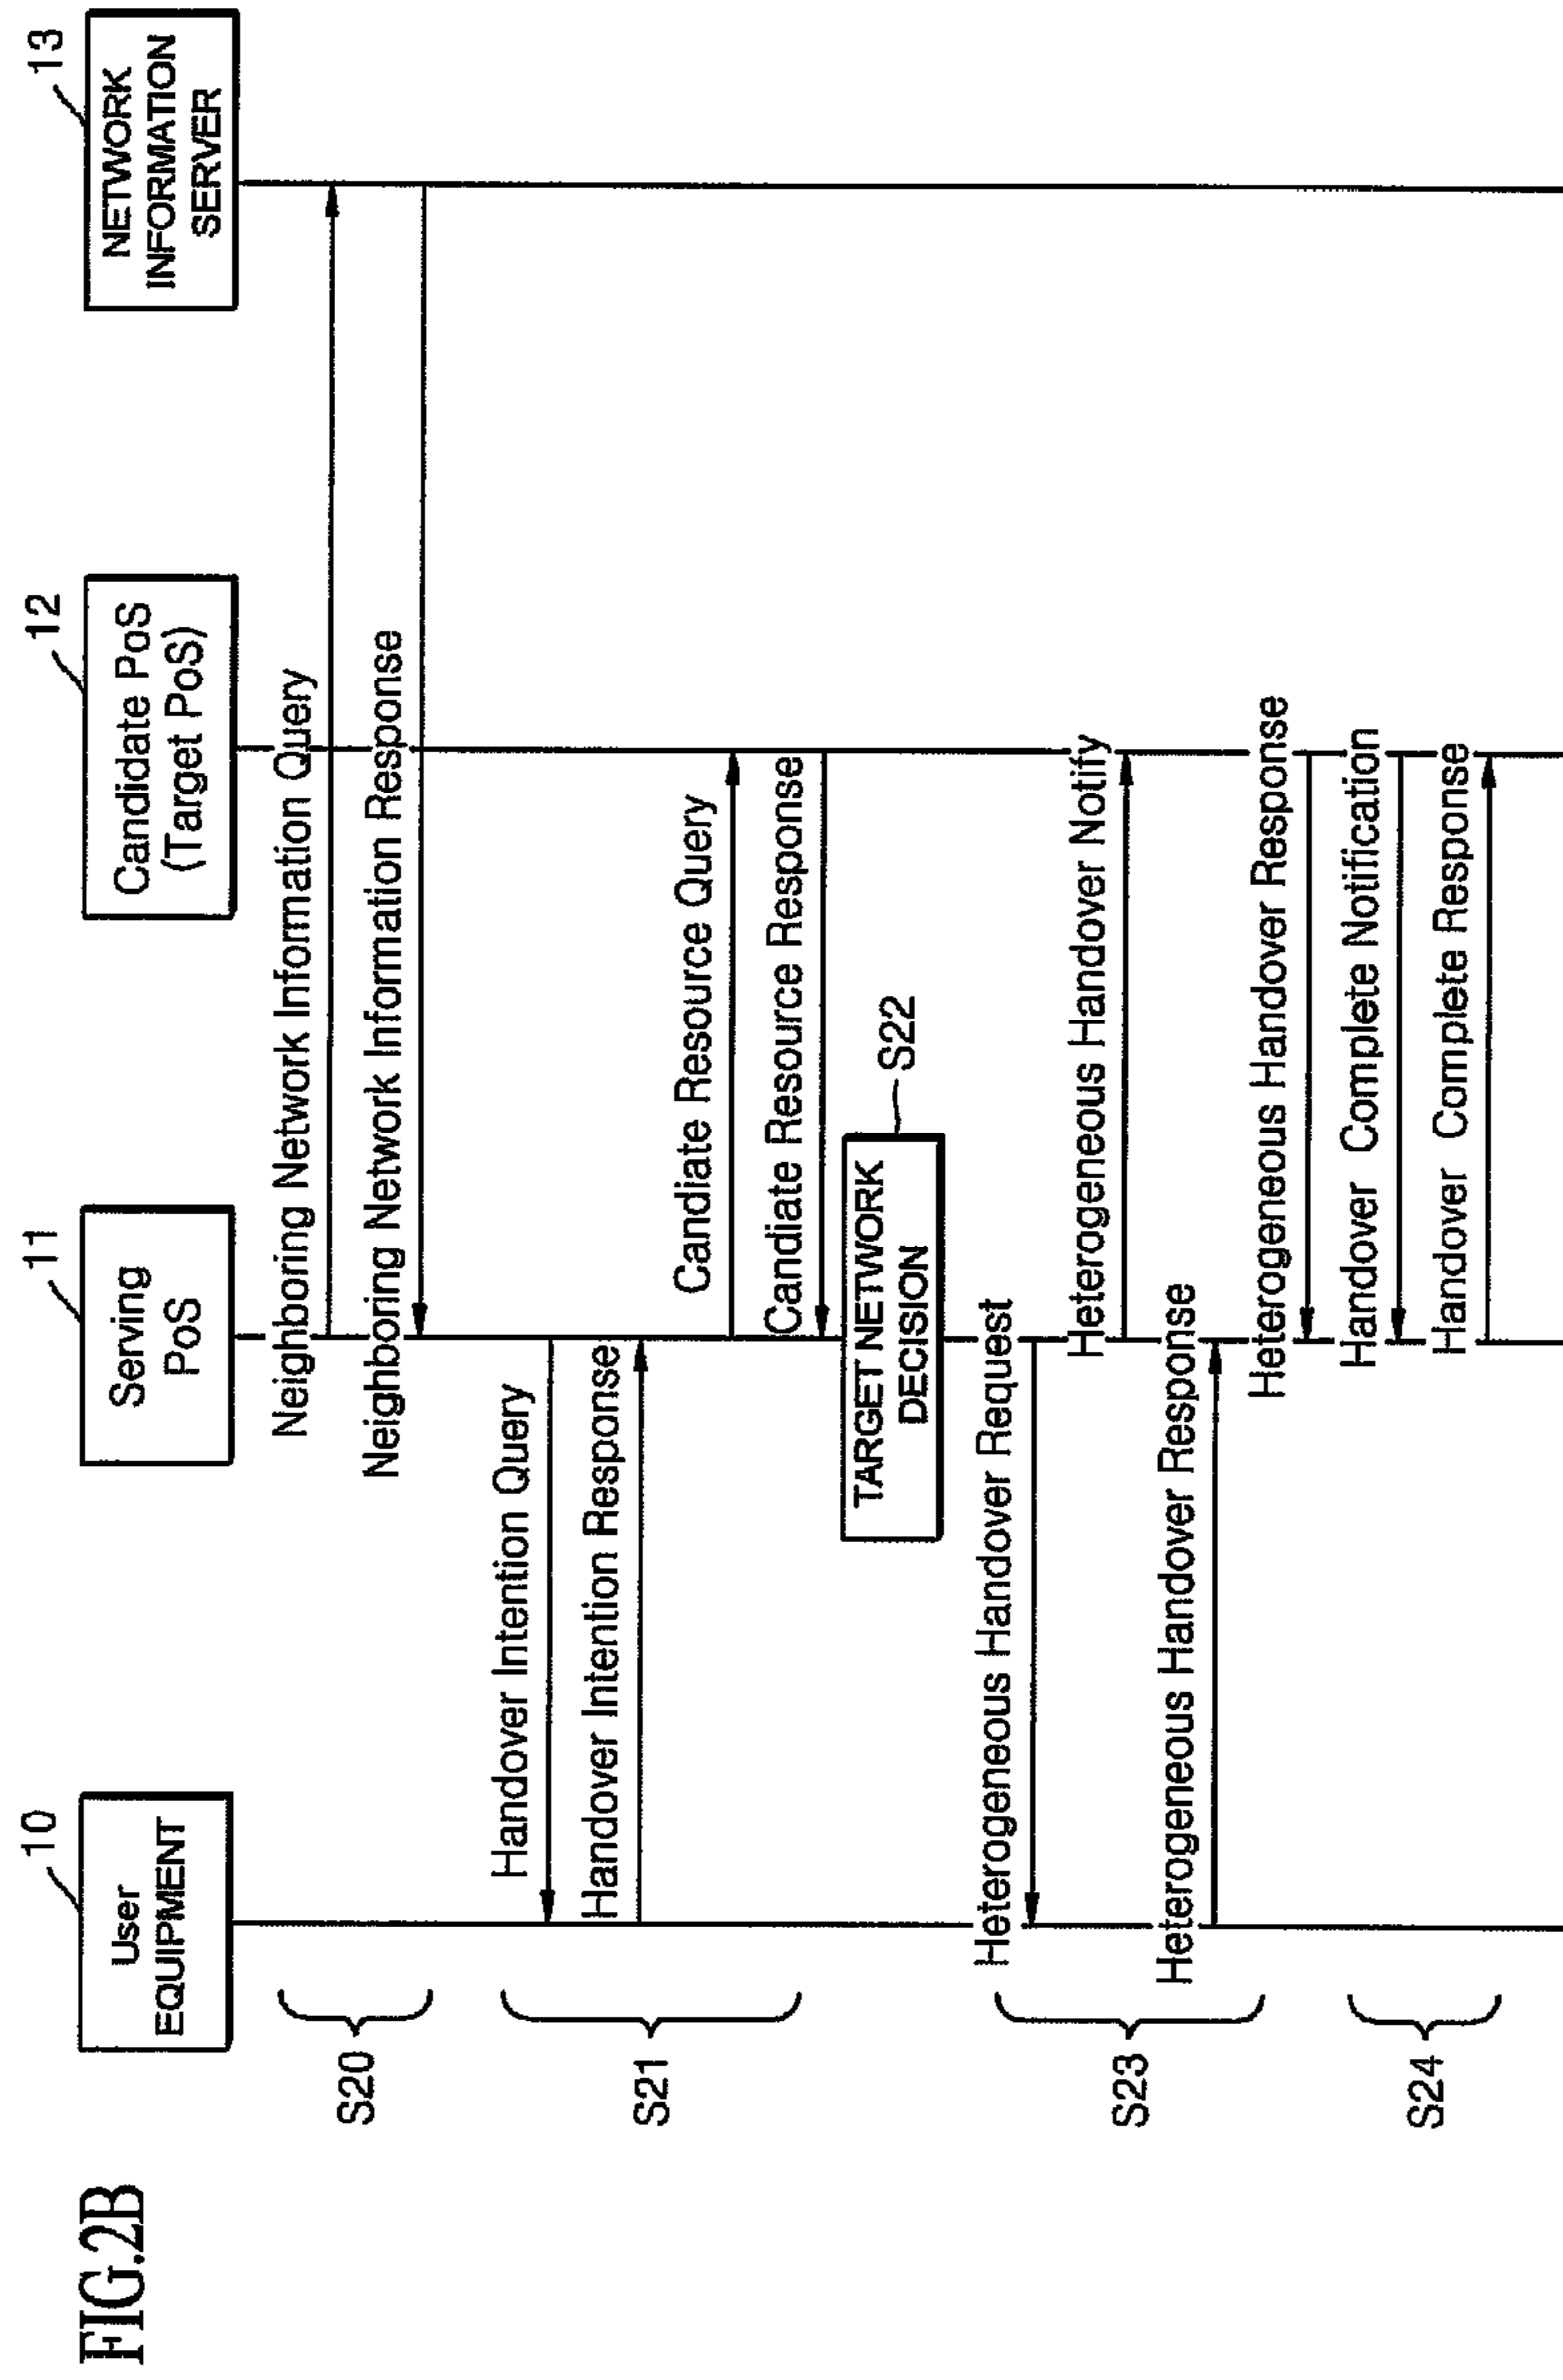 FIG.2B
10
User
EQUIPMENT
11
Serving
PoS
12
Candidate PoS
(Target PoS)
13
NETWORK
INFORMATION
SERVER
S20
Neighboring Network Information Query
Neighboring Network Information Response
S21
Handover Intention Query
Handover Intention Response
Candiate Resource Query
Candiate Resource Response
TARGET NETWORK
DECISION
S22
S23
Heterogeneous Handover Request
Heterogeneous Handover Notify
Heterogeneous Handover Response
Heterogeneous Handover Response
S24
Handover Complete Notification
Handover Complete Response